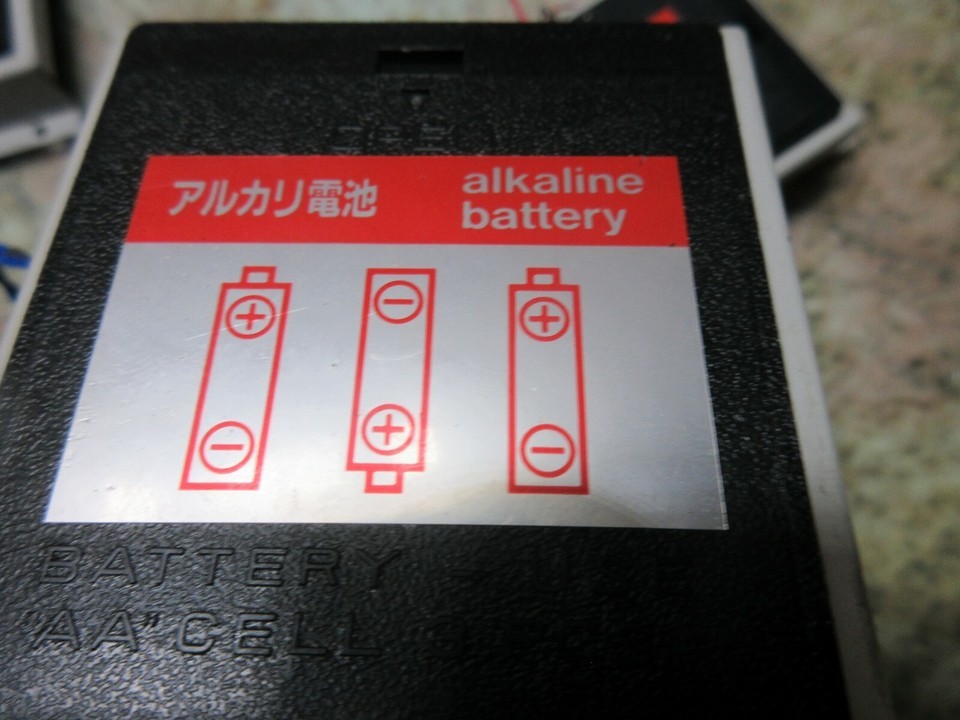 アルカリ電池
alkaline
battery
BATTERY
"AA" CELL